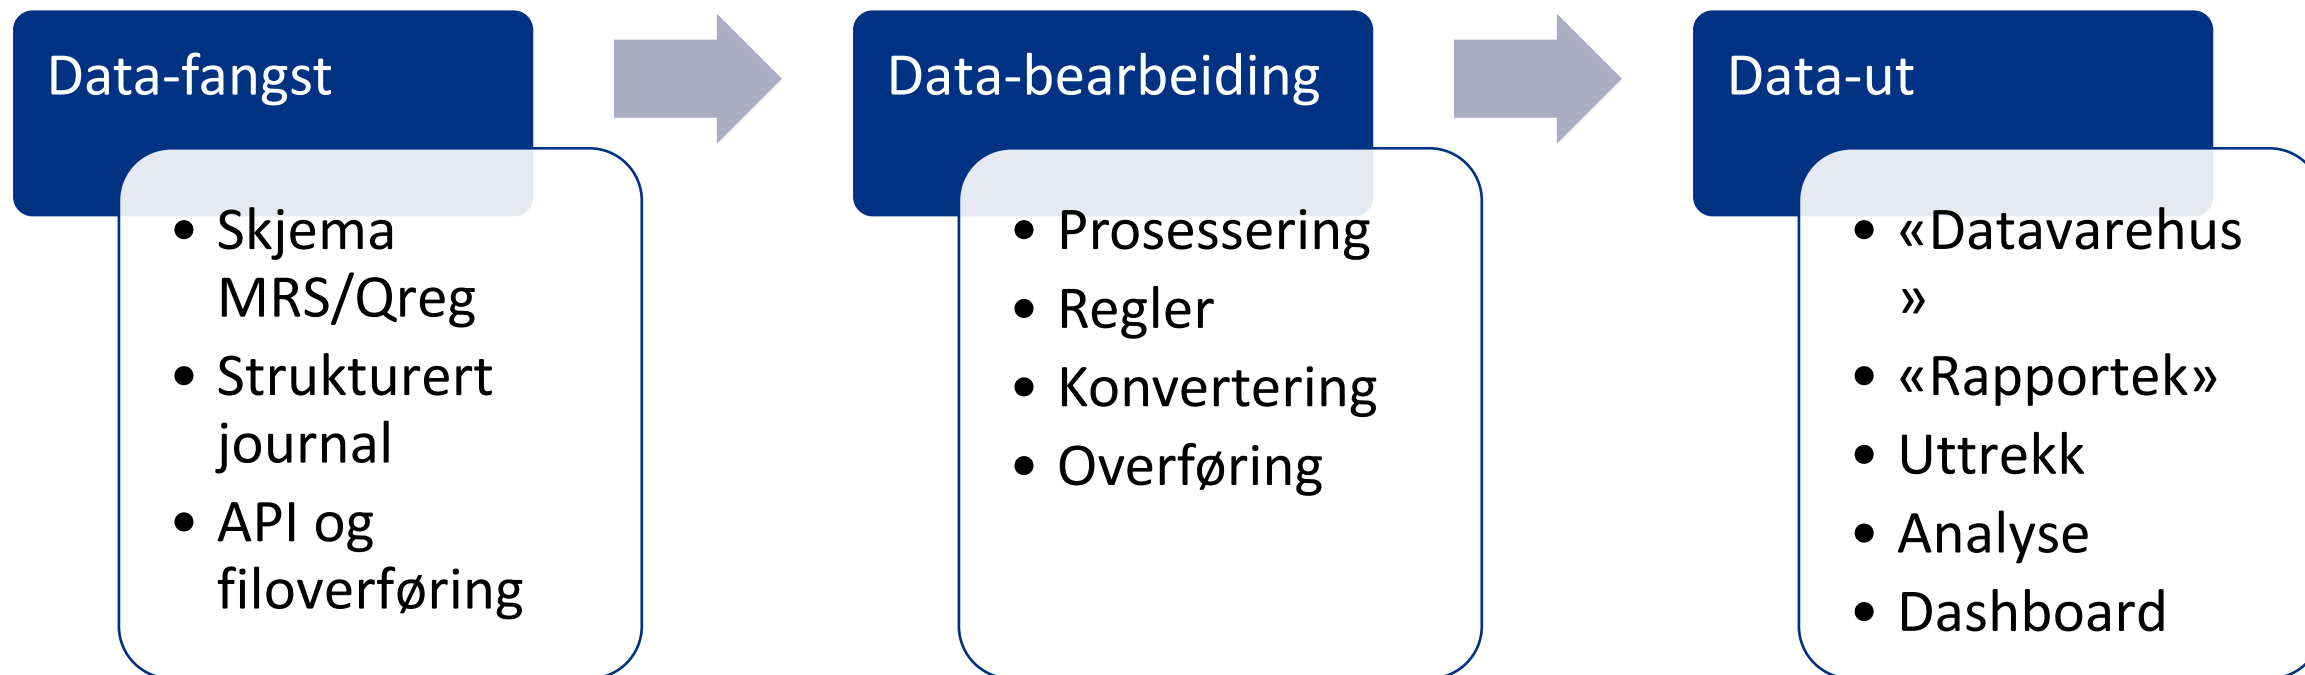 Data-fangst
• Skjema
MRS/Qreg
• Strukturert
journal
• API og
filoverføring
Data-bearbeiding
• Prosessering
• Regler
• Konvertering
• Overføring
Data-ut
• «Datavarehus
»
• «Rapportek»
• Uttrekk
• Analyse
• Dashboard